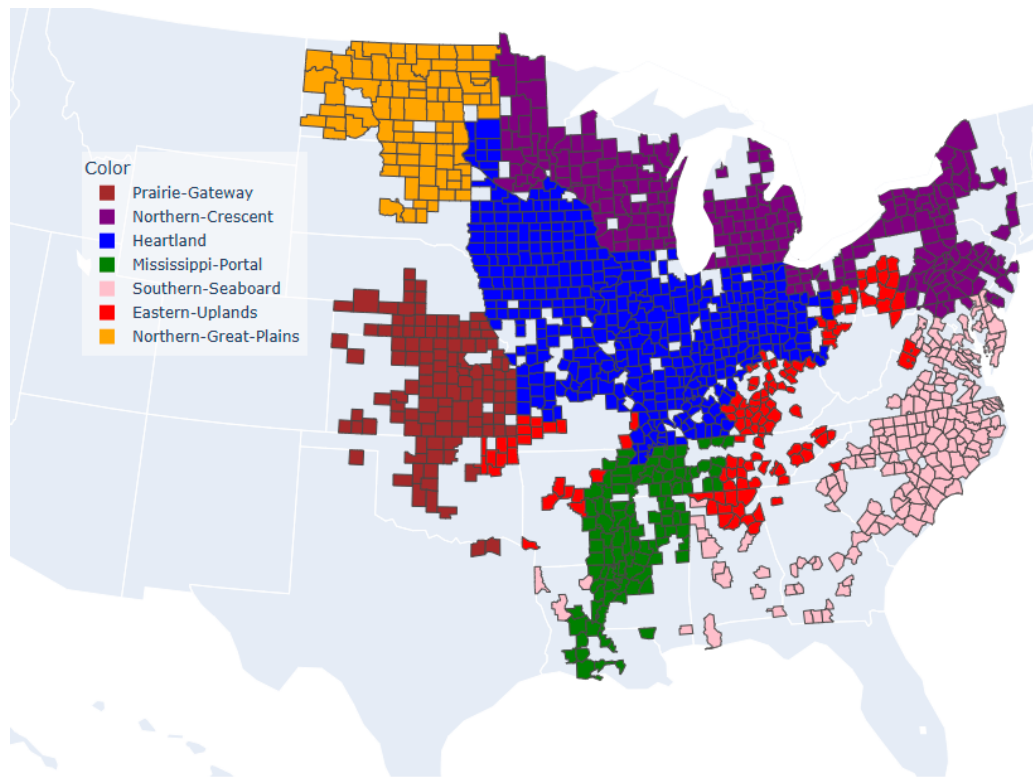 Color
Prairie-Gateway
Northern-Crescent
Heartland
Mississippi-Portal
Southern-Seaboard
Eastern-Uplands
Northern-Great-Plains